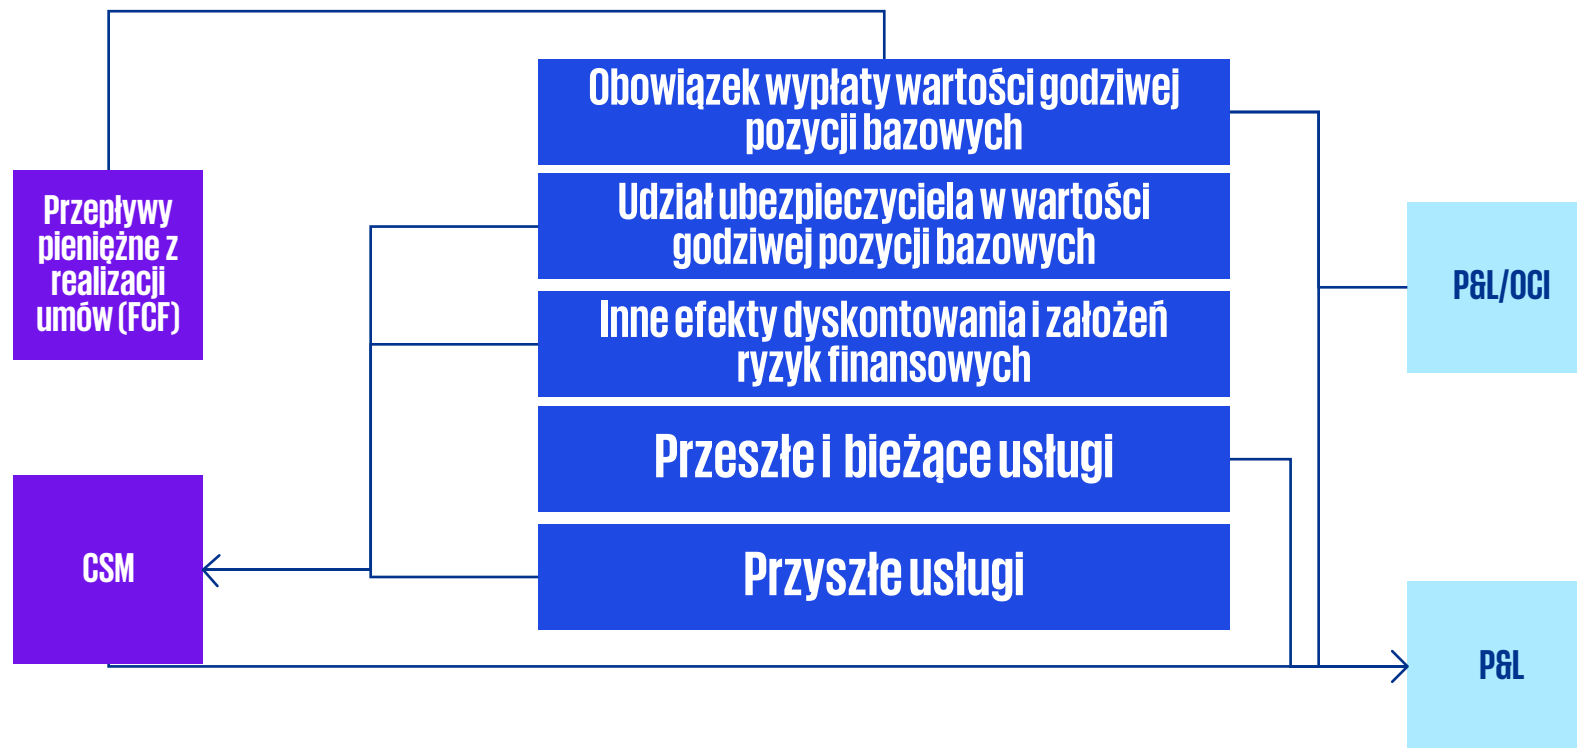 Obowiązek wypłaty wartości godziwej
pozycji bazowych
Udział ubezpieczyciela w wartości
godziwej pozycji bazowych
Inne efekty dyskontowania i założeń
ryzyk finansowych
Przeszłe i bieżące usługi
Przyszłe usługi
Przepływy
pieniężne z
realizacji
umów (FCF)
CSM
P&L/OCI
P&L